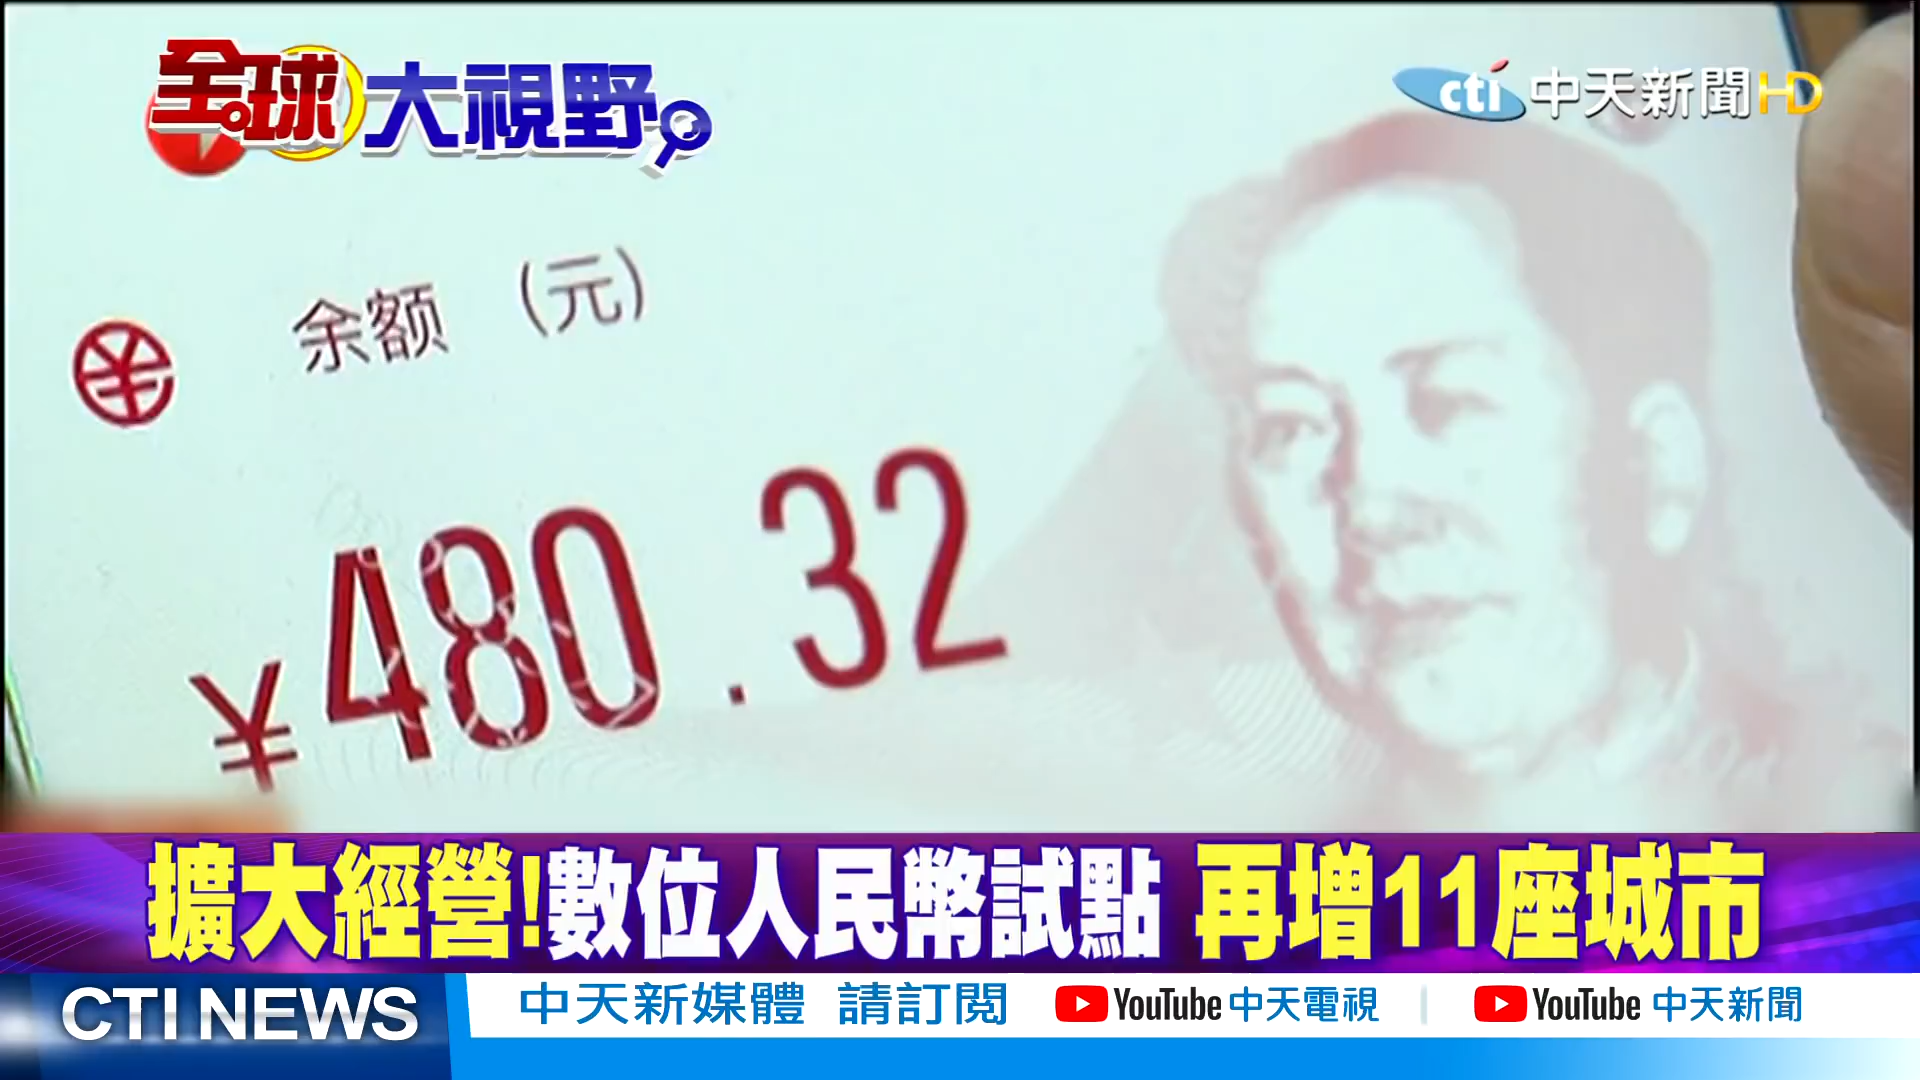 全球大視野
cti 中天新聞HD
余额 (元)
¥480.32
擴大經營!數位人民幣試點 再增11座城市
CTI NEWS
中天新媒體 請訂閱 YouTube 中天電視 | YouTube 中天新聞